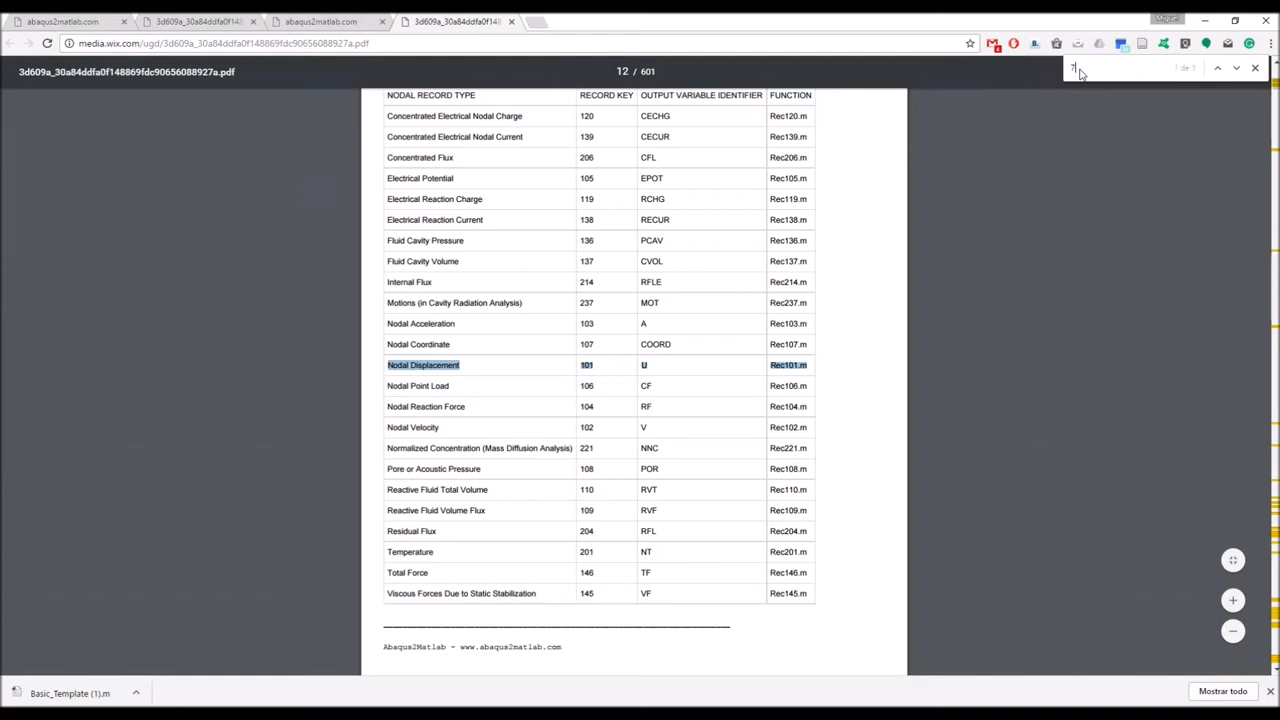 abaqus2matlab.com
3d609a_30a84ddfa0f148
abaqus2matlab.com
3d609a_30a84ddfa0f148
Miguel
media.wix.com/ugd/3d609a_30a84ddfa0f148869fdc90656088927a.pdf
3d609a_30a84ddfa0f148869fdc90656088927a.pdf
12 / 601
7
1 de 1
NODAL RECORD TYPE RECORD KEY OUTPUT VARIABLE IDENTIFIER FUNCTION
Concentrated Electrical Nodal Charge 120 CECHG Rec120.m
Concentrated Electrical Nodal Current 139 CECUR Rec139.m
Concentrated Flux 206 CFL Rec206.m
Electrical Potential 105 EPOT Rec105.m
Electrical Reaction Charge 119 RCHG Rec119.m
Electrical Reaction Current 138 RECUR Rec138.m
Fluid Cavity Pressure 136 PCAV Rec136.m
Fluid Cavity Volume 137 CVOL Rec137.m
Internal Flux 214 RFLE Rec214.m
Motions (in Cavity Radiation Analysis) 237 MOT Rec237.m
Nodal Acceleration 103 A Rec103.m
Nodal Coordinate 107 COORD Rec107.m
Nodal Displacement 101 U Rec101.m
Nodal Point Load 106 CF Rec106.m
Nodal Reaction Force 104 RF Rec104.m
Nodal Velocity 102 V Rec102.m
Normalized Concentration (Mass Diffusion Analysis) 221 NNC Rec221.m
Pore or Acoustic Pressure 108 POR Rec108.m
Reactive Fluid Total Volume 110 RVT Rec110.m
Reactive Fluid Volume Flux 109 RVF Rec109.m
Residual Flux 204 RFL Rec204.m
Temperature 201 NT Rec201.m
Total Force 146 TF Rec146.m
Viscous Forces Due to Static Stabilization 145 VF Rec145.m
Abaqus2Matlab - www.abaqus2matlab.com
Basic_Template (1).m
Mostrar todo